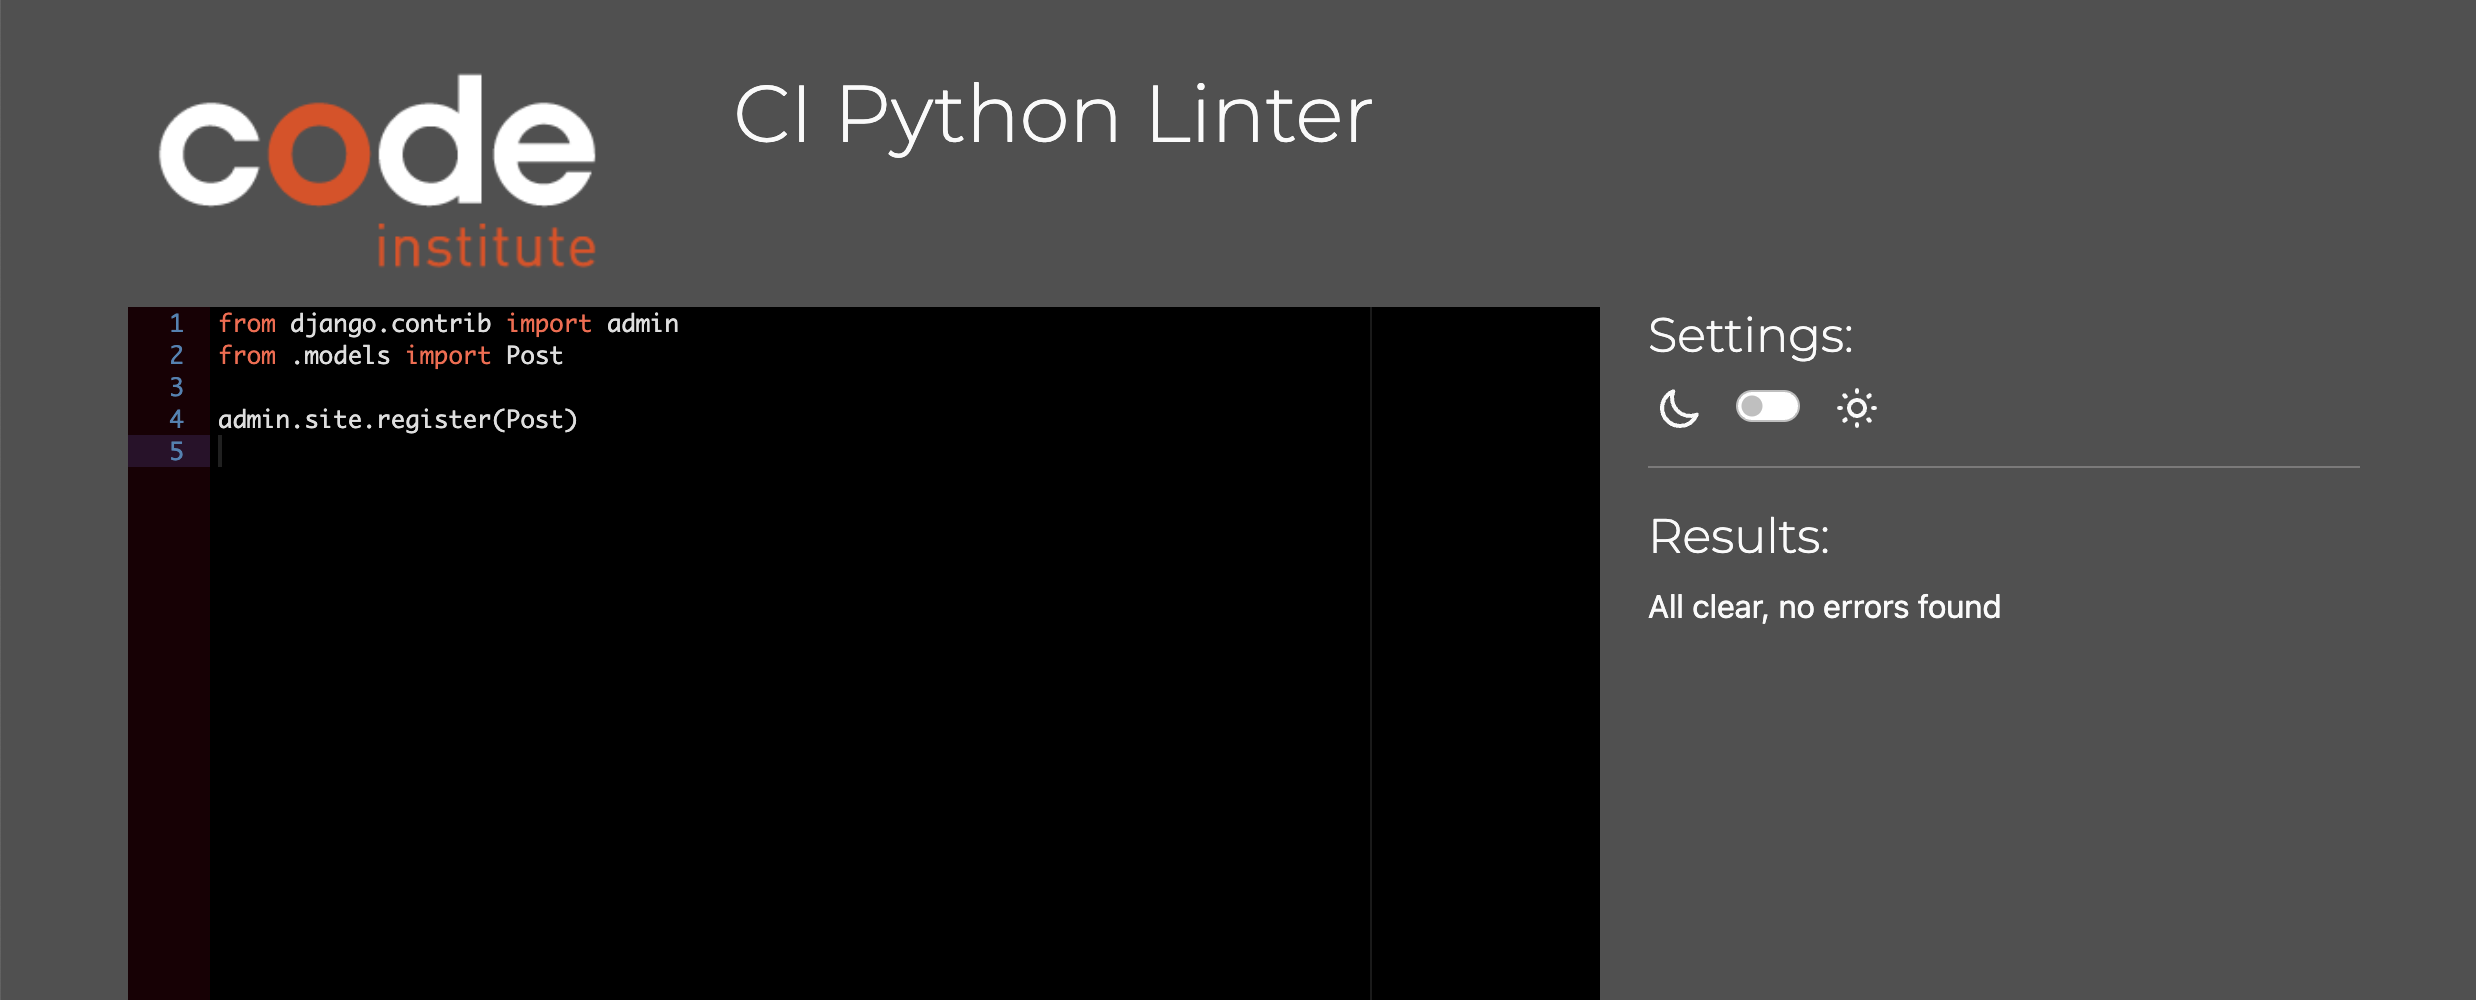 code
institute
CI Python Linter
1 from django.contrib import admin
2 from .models import Post
3
4 admin.site.register(Post)
5
Settings:
Results:
All clear, no errors found